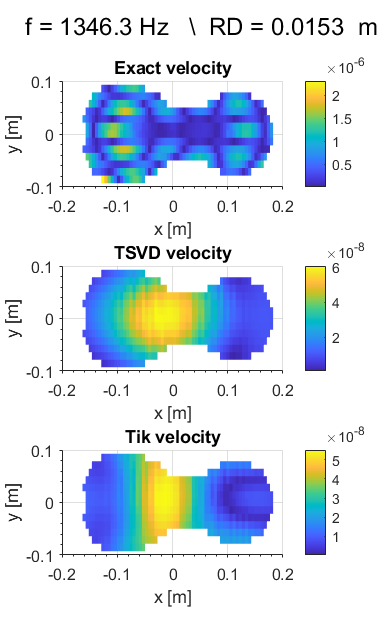 f = 1346.3 Hz \ RD = 0.0153 m
Exact velocity
×10-6
0.1
0
-0.1
y [m]
-0.2 -0.1 0 0.1 0.2
x [m]
2
1.5
1
0.5
TSVD velocity
×10-8
0.1
0
-0.1
y [m]
-0.2 -0.1 0 0.1 0.2
x [m]
6
4
2
Tik velocity
×10-8
0.1
0
-0.1
y [m]
-0.2 -0.1 0 0.1 0.2
x [m]
5
4
3
2
1